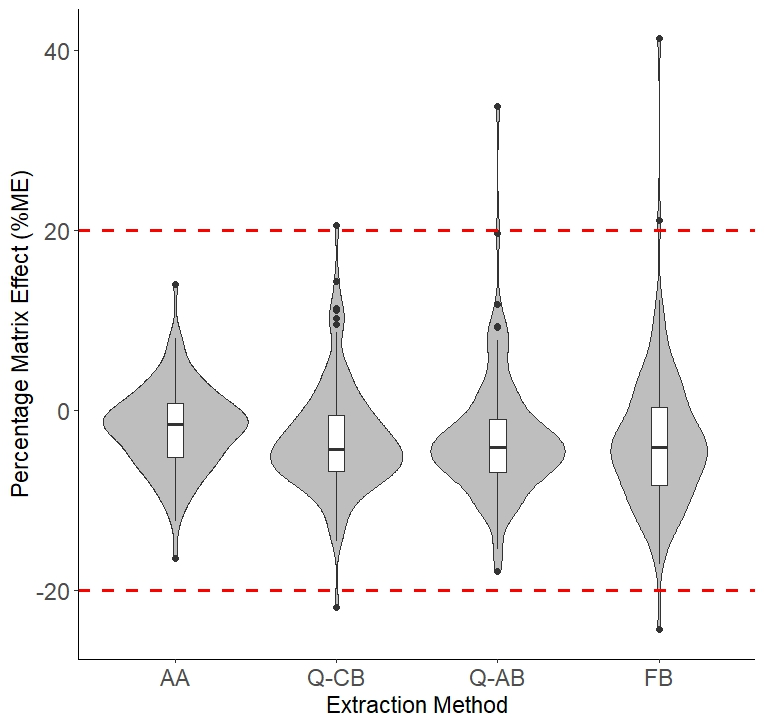 Percentage Matrix Effect (%ME)
40
20
0
-20
AA Q-CB Q-AB FB
Extraction Method